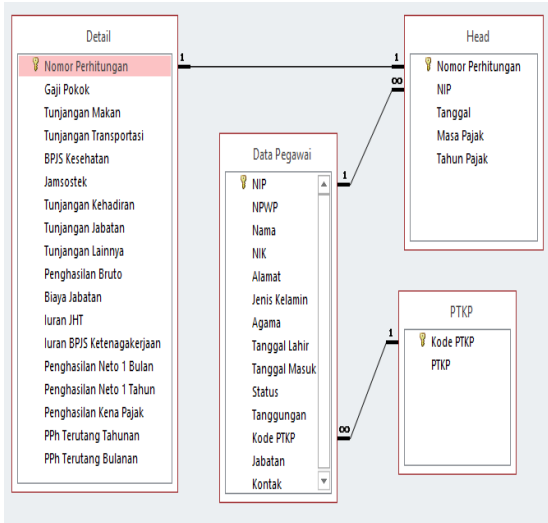 Detail
Nomor Perhitungan
Gaji Pokok
Tunjangan Makan
Tunjangan Transportasi
BPJS Kesehatan
Jamsostek
Tunjangan Kehadiran
Tunjangan Jabatan
Tunjangan Lainnya
Penghasilan Bruto
Biaya Jabatan
Iuran JHT
Iuran BPJS Ketenagakerjaan
Penghasilan Neto 1 Bulan
Penghasilan Neto 1 Tahun
Penghasilan Kena Pajak
PPh Terutang Tahunan
PPh Terutang Bulanan
1
1
∞
Head
Nomor Perhitungan
NIP
Tanggal
Masa Pajak
Tahun Pajak
Data Pegawai
NIP
NPWP
Nama
NIK
Alamat
Jenis Kelamin
Agama
Tanggal Lahir
Tanggal Masuk
Status
Tanggungan
Kode PTKP
Jabatan
Kontak
1
∞
1
PTKP
Kode PTKP
PTKP